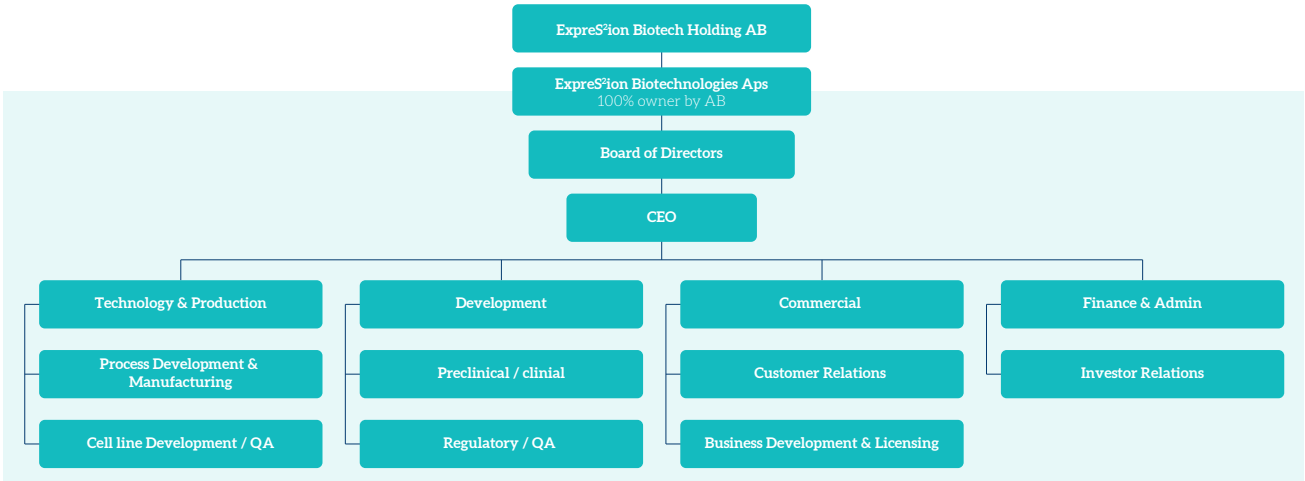 ExpreS²ion Biotech Holding AB
ExpreS²ion Biotechnologies Aps
100% owner by AB
Board of Directors
CEO
Technology & Production
Process Development &
Manufacturing
Cell line Development / QA
Development
Preclinical / clinial
Regulatory / QA
Commercial
Customer Relations
Business Development & Licensing
Finance & Admin
Investor Relations